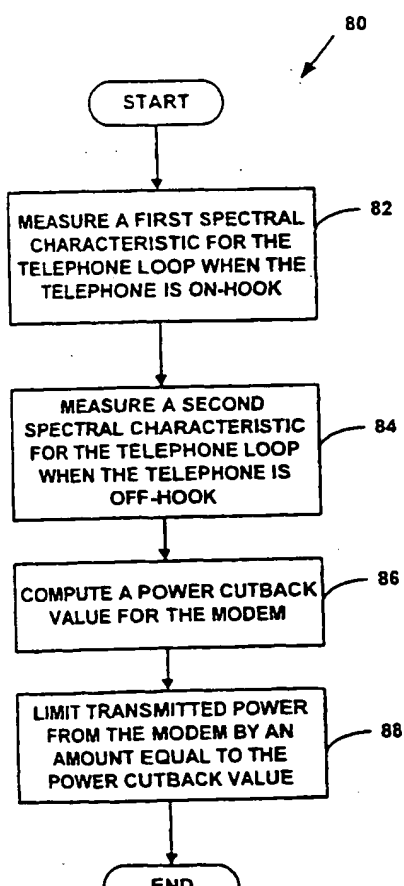 80
START
MEASURE A FIRST SPECTRAL
CHARACTERISTIC FOR THE
TELEPHONE LOOP WHEN THE
TELEPHONE IS ON-HOOK
82
MEASURE A SECOND
SPECTRAL CHARACTERISTIC
FOR THE TELEPHONE LOOP
WHEN THE TELEPHONE IS
OFF-HOOK
84
COMPUTE A POWER CUTBACK
VALUE FOR THE MODEM
86
LIMIT TRANSMITTED POWER
FROM THE MODEM BY AN
AMOUNT EQUAL TO THE
POWER CUTBACK VALUE
88
END